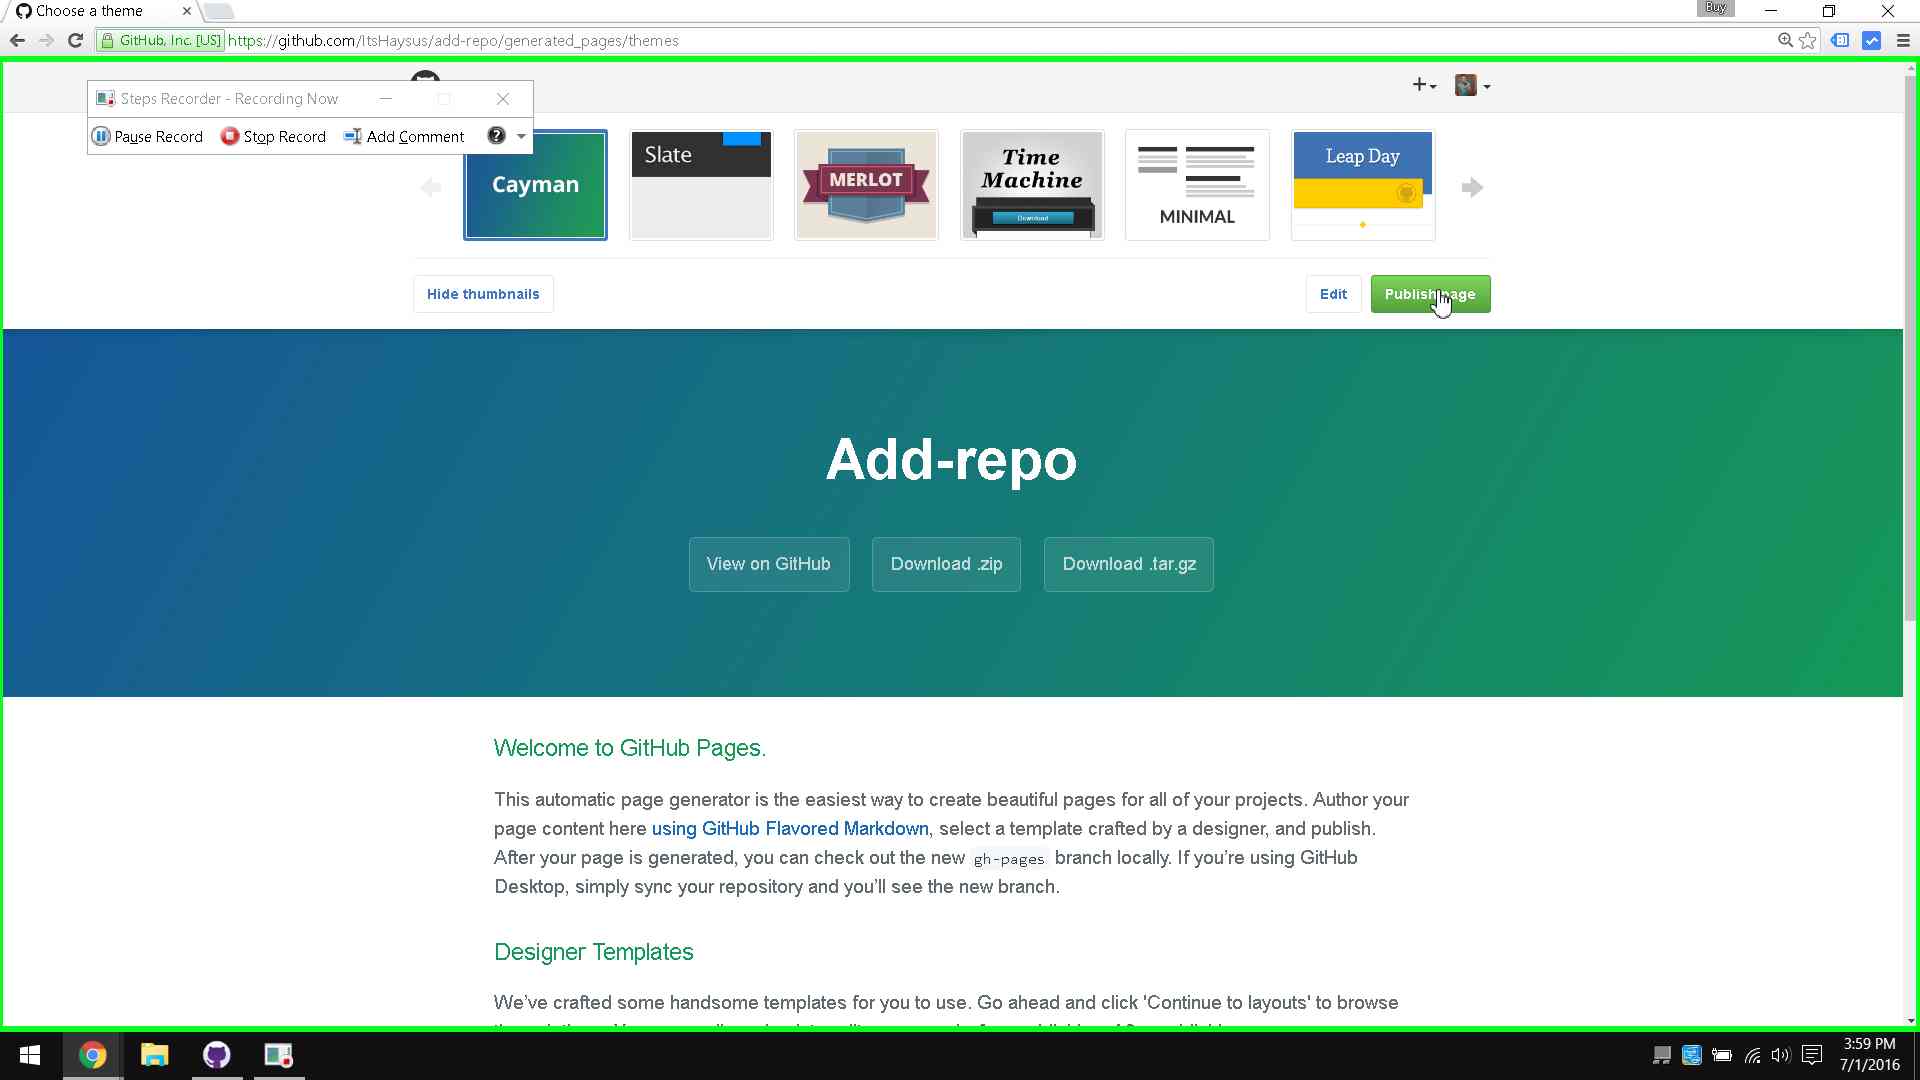 Choose a theme
Buy
GitHub, Inc. [US] https://github.com/ItsHaysus/add-repo/generated_pages/themes
Steps Recorder - Recording Now
Pause Record Stop Record Add Comment
Cayman
Slate
MERLOT
Time
Machine
Download
MINIMAL
Leap Day
Hide thumbnails
Edit
Publish page
Add-repo
View on GitHub
Download .zip
Download .tar.gz
Welcome to GitHub Pages.
This automatic page generator is the easiest way to create beautiful pages for all of your projects. Author your
page content here using GitHub Flavored Markdown, select a template crafted by a designer, and publish.
After your page is generated, you can check out the new gh-pages branch locally. If you’re using GitHub
Desktop, simply sync your repository and you’ll see the new branch.
Designer Templates
We’ve crafted some handsome templates for you to use. Go ahead and click 'Continue to layouts' to browse
3:59 PM
7/1/2016